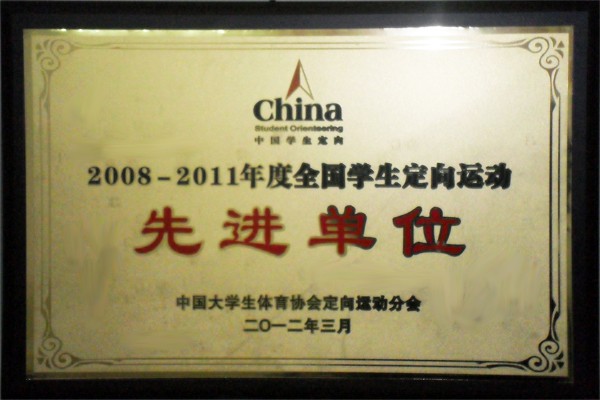 China
Student Orienteering
中国学生定向
2008-2011年度全国学生定向运动
先进单位
中国大学生体育协会定向运动分会
二〇一二年三月